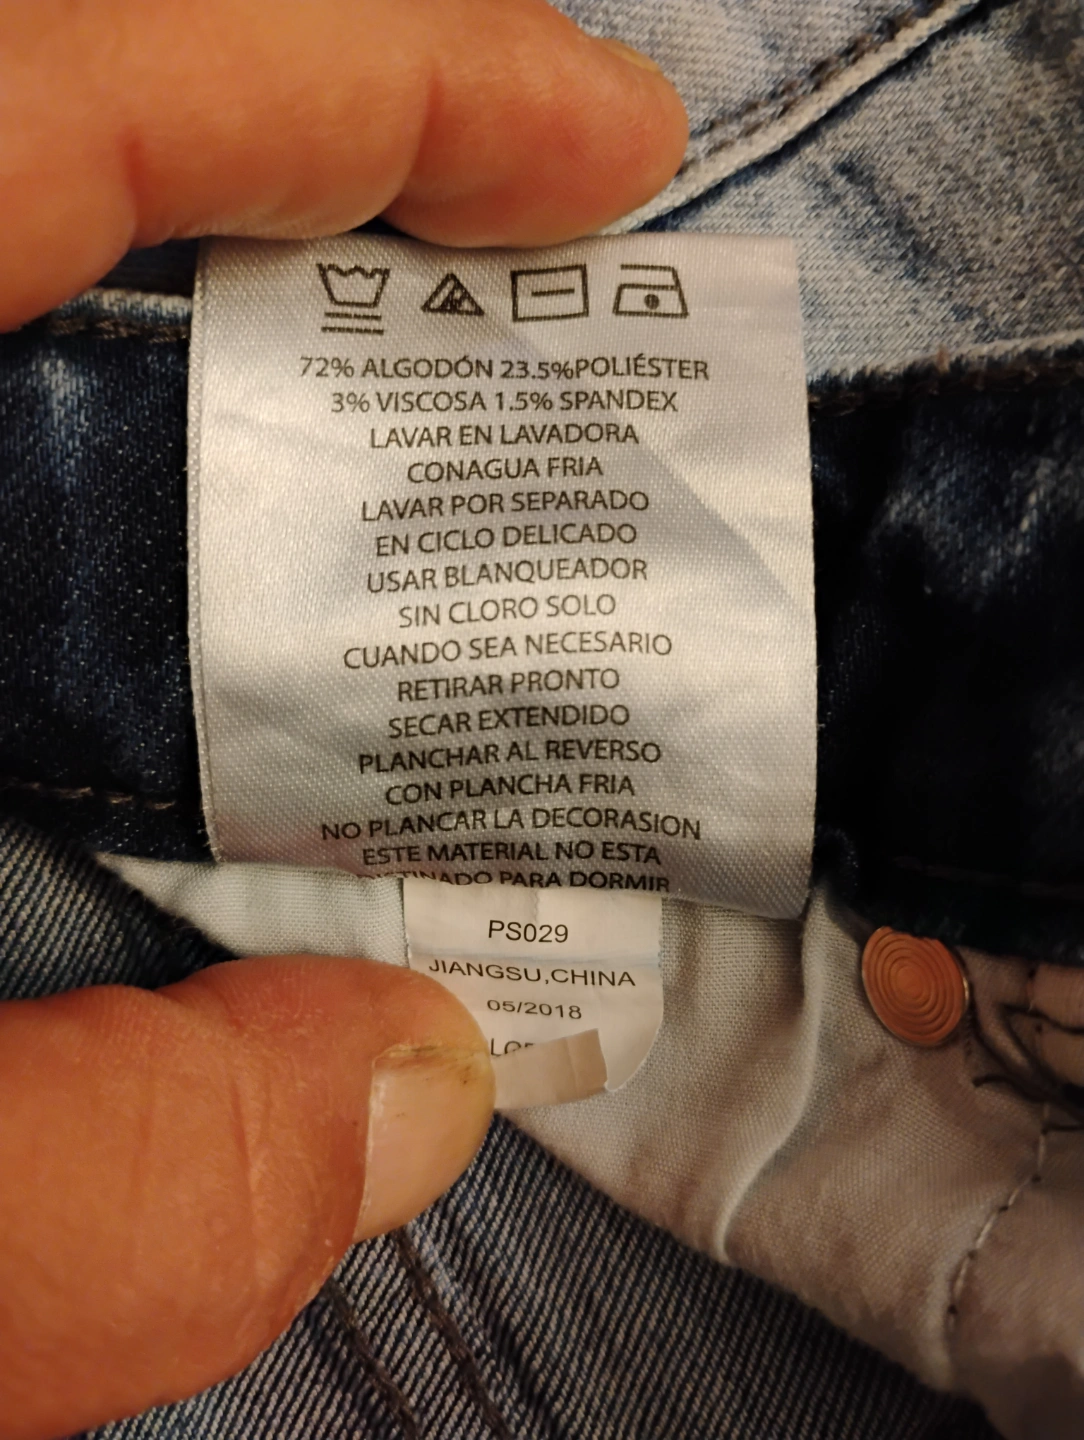 72% ALGODÓN 23.5%POLIÉSTER
3% VISCOSA 1.5% SPANDEX
LAVAR EN LAVADORA
CONAGUA FRIA
LAVAR POR SEPARADO
EN CICLO DELICADO
USAR BLANQUEADOR
SIN CLORO SOLO
CUANDO SEA NECESARIO
RETIRAR PRONTO
SECAR EXTENDIDO
PLANCHAR AL REVERSO
CON PLANCHA FRIA
NO PLANCAR LA DECORASION
ESTE MATERIAL NO ESTA
PARA DORMIR
PS029
JIANGSU,CHINA
05/2018